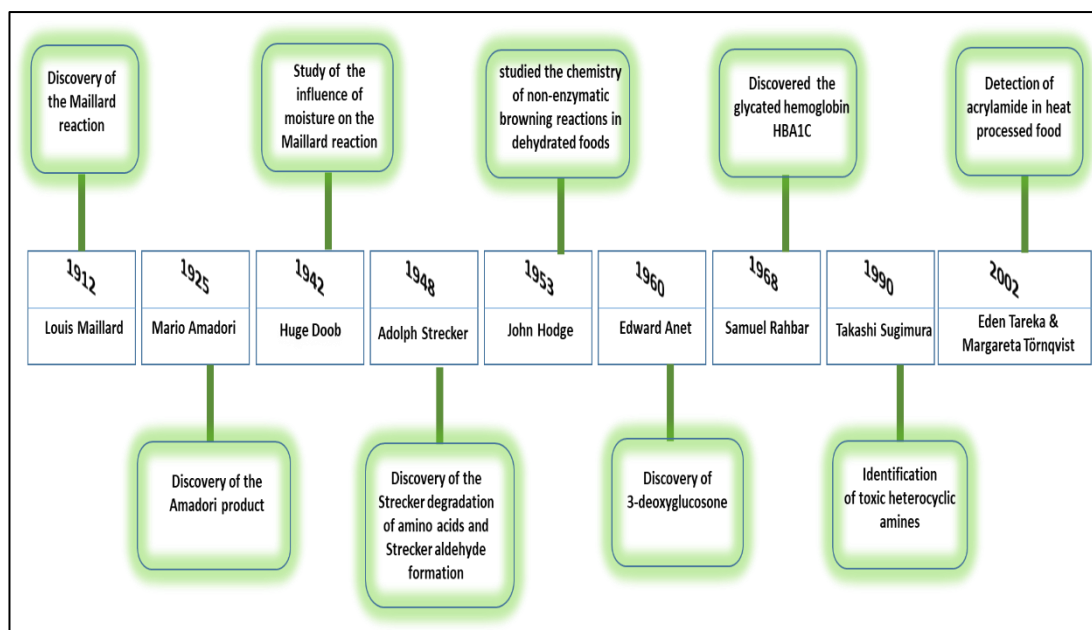 Discovery of
the Maillard
reaction
Study of the
influence of
moisture on the
Maillard reaction
studied the chemistry
of non-enzymatic
browning reactions in
dehydrated foods
Discovered the
glycated hemoglobin
HBA1C
Detection of
acrylamide in heat
processed food
1912
Louis Maillard
1925
Mario Amadori
1942
Huge Doob
1948
Adolph Strecker
1953
John Hodge
1960
Edward Anet
1968
Samuel Rahbar
1990
Takashi Sugimura
2002
Eden Tareka &
Margareta Törnqvist
Discovery of the
Amadori product
Discovery of the
Strecker degradation
of amino acids and
Strecker aldehyde
formation
Discovery of
3-deoxyglucosone
Identification
of toxic heterocyclic
amines